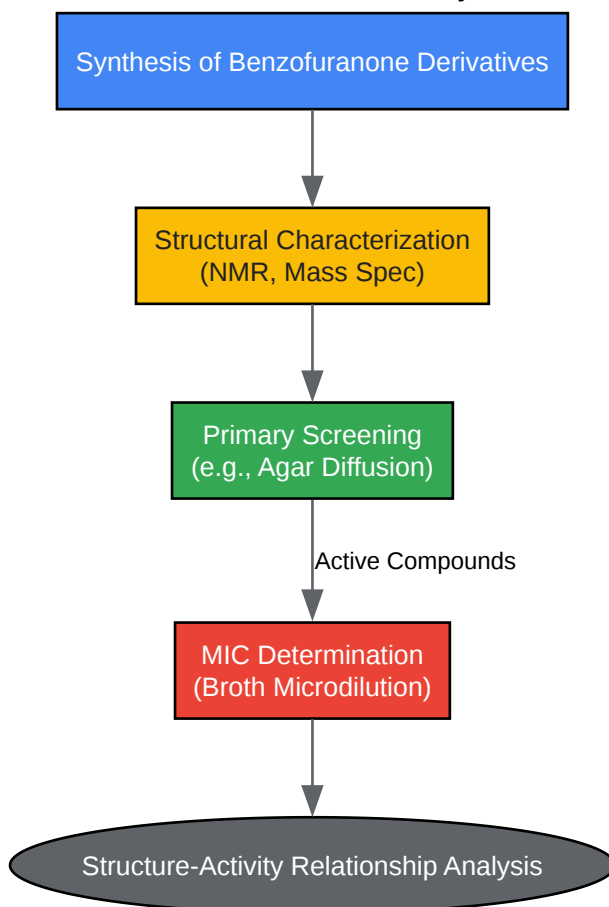 Synthesis of Benzofuranone Derivatives
Structural Characterization
(NMR, Mass Spec)
Primary Screening
(e.g., Agar Diffusion)
Active Compounds
MIC Determination
(Broth Microdilution)
Structure-Activity Relationship Analysis